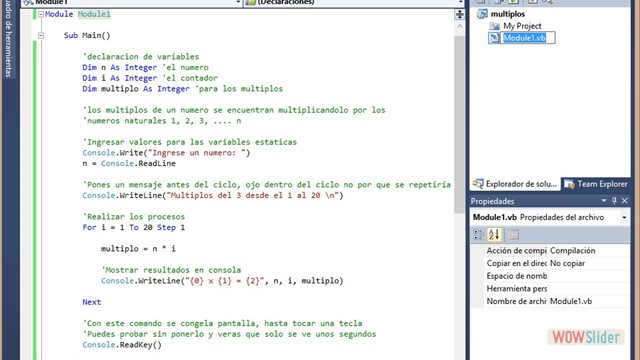 Module1
(Declaraciones)
cuadro de herramientas
Module Module1
Sub Main()
'declaracion de variables
Dim n As Integer 'el numero
Dim i As Integer 'el contador
Dim multiplo As Integer 'para los multiplos
'los multiplos de un numero se encuentran multiplicandolo por los
'numeros naturales 1, 2, 3, .... n
'Ingresar valores para las variables estaticas
Console.Write("Ingrese un numero: ")
n = Console.ReadLine
'Pones un mensaje antes del ciclo, ojo dentro del ciclo no por que se repetiría
Console.WriteLine("Multiplos del 3 desde el 1 al 20 \n")
'Realizar los procesos
For i = 1 To 20 Step 1
multiplo = n * i
'Mostrar resultados en consola
Console.WriteLine("{0} x {1} = {2}", n, i, multiplo)
Next
'Con este comando se congela pantalla, hasta tocar una tecla
'Puedes probar sin ponerlo y veras que solo se ve unos segundos
Console.ReadKey()
multiplos
My Project
Module1.vb
Explorador de solu...
Team Explorer
Propiedades
Module1.vb Propiedades del archivo
Acción de compi Compilación
Copiar en el direc No copiar
Espacio de nomb
Herramienta pers
Nombre de archiv Module1.vb
WOWSlider